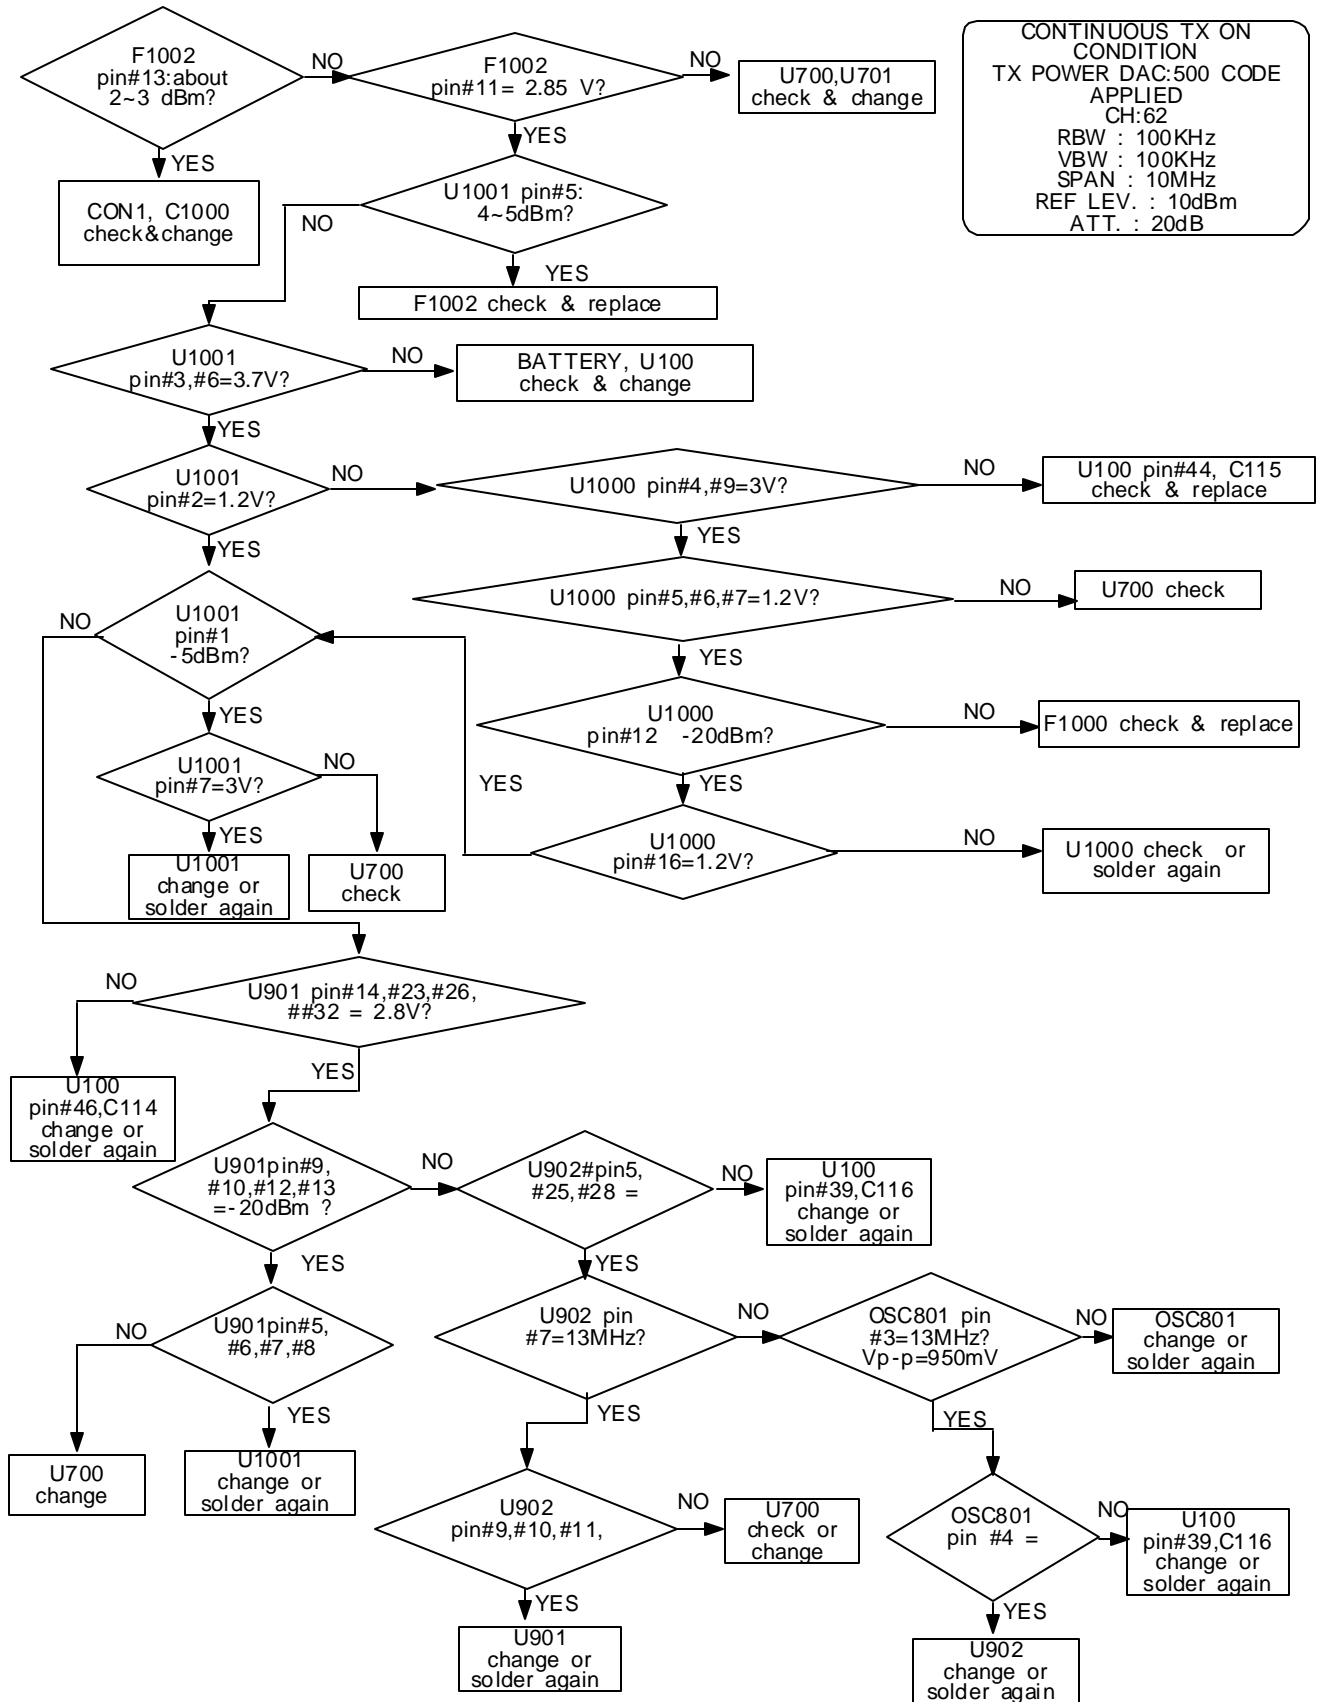 F1002
pin#13:about
2~3 dBm?
NO
F1002
pin#11= 2.85 V?
NO
U700,U701
check & change
CONTINUOUS TX ON
CONDITION
TX POWER DAC:500 CODE
APPLIED
CH:62
RBW : 100KHz
VBW : 100KHz
SPAN : 10MHz
REF LEV. : 10dBm
ATT. : 20dB
YES
YES
CON1, C1000
check&change
U1001 pin#5:
4~5dBm?
NO
YES
F1002 check & replace
U1001
pin#3,#6=3.7V?
NO
BATTERY, U100
check & change
YES
U1001
pin#2=1.2V?
NO
U1000 pin#4,#9=3V?
NO
U100 pin#44, C115
check & replace
YES
YES
U1000 pin#5,#6,#7=1.2V?
NO
U700 check
NO
U1001
pin#1
-5dBm?
YES
YES
U1000
pin#12 -20dBm?
NO
F1000 check & replace
U1001
pin#7=3V?
NO
YES
YES
YES
U1000
pin#16=1.2V?
NO
U1000 check or
solder again
U1001
change or
solder again
U700
check
NO
U901 pin#14,#23,#26,
##32 = 2.8V?
YES
U100
pin#46,C114
change or
solder again
U901pin#9,
#10,#12,#13
=-20dBm ?
NO
U902#pin5,
#25,#28 =
NO
U100
pin#39,C116
change or
solder again
YES
YES
NO
U901pin#5,
#6,#7,#8
U902 pin
#7=13MHz?
NO
OSC801 pin
#3=13MHz?
Vp-p=950mV
NO
OSC801
change or
solder again
YES
YES
YES
U700
change
U1001
change or
solder again
U902
pin#9,#10,#11,
NO
U700
check or
change
OSC801
pin #4 =
NO
U100
pin#39,C116
change or
solder again
YES
YES
U901
change or
solder again
U902
change or
solder again